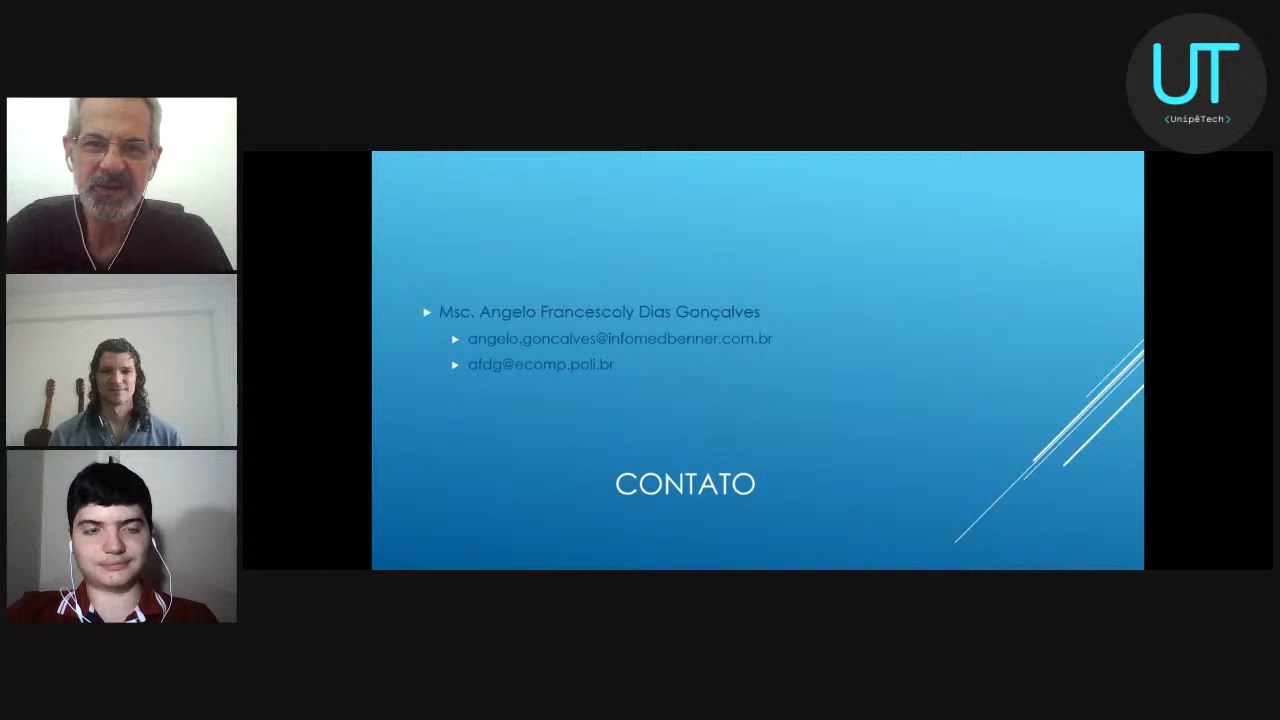 UT
<UnipêTech>
Msc. Angelo Francescoly Dias Gonçalves
angelo.goncalves@infomedbenner.com.br
afdg@ecomp.poli.br
CONTATO